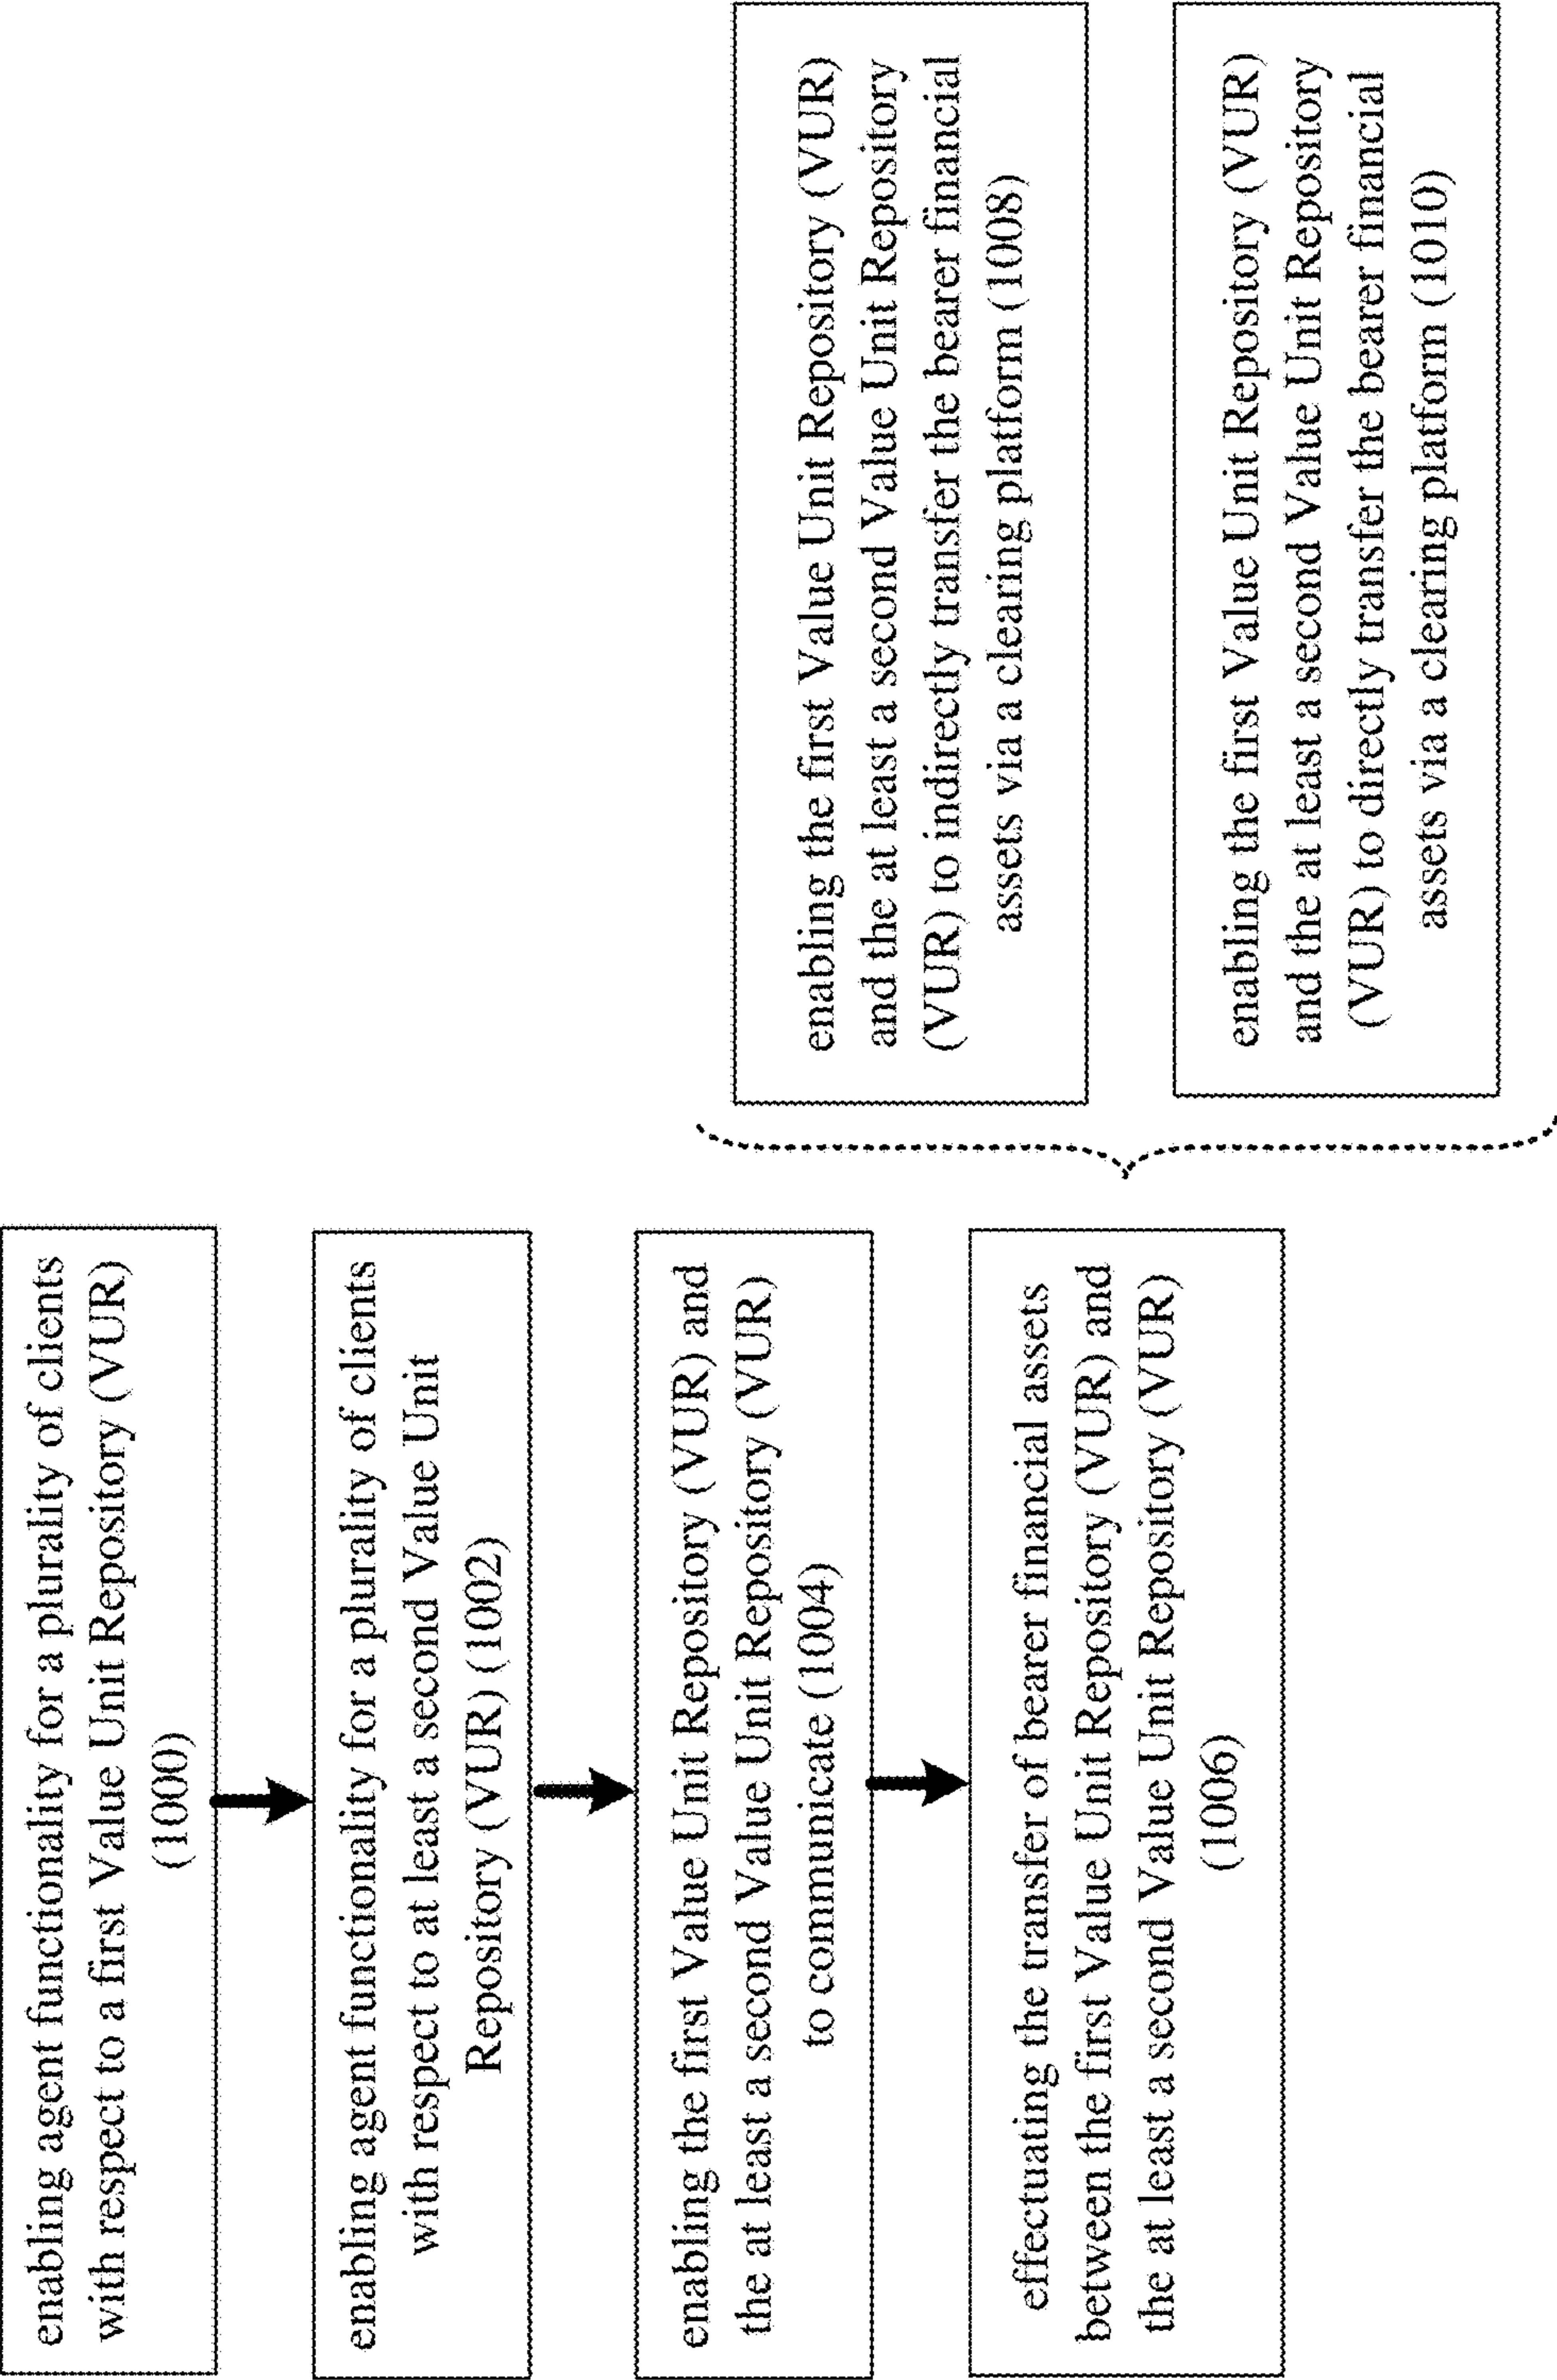 enabling agent functionality for a plurality of clients
with respect to a first Value Unit Repository (VUR)
(1000)
enabling agent functionality for a plurality of clients
with respect to at least a second Value Unit
Repository (VUR) (1002)
enabling the first Value Unit Repository (VUR) and
the at least a second Value Unit Repository (VUR)
to communicate (1004)
effectuating the transfer of bearer financial assets
between the first Value Unit Repository (VUR) and
the at least a second Value Unit Repository (VUR)
(1006)
enabling the first Value Unit Repository (VUR)
and the at least a second Value Unit Repository
(VUR) to indirectly transfer the bearer financial
assets via a clearing platform (1008)
enabling the first Value Unit Repository (VUR)
and the at least a second Value Unit Repository
(VUR) to directly transfer the bearer financial
assets via a clearing platform (1010)